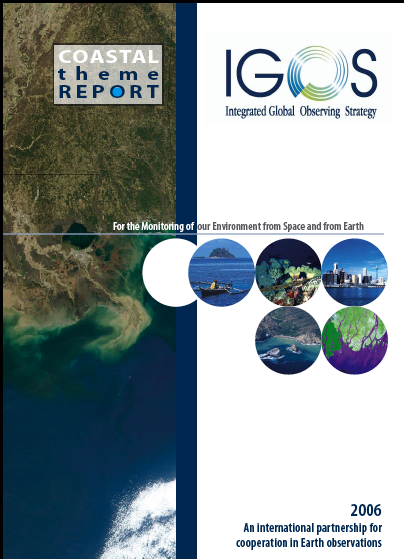 COASTAL
theme
REPORT
IGOS
Integrated Global Observing Strategy
For the Monitoring of our Environment from Space and from Earth
2006
An international partnership for
cooperation in Earth observations